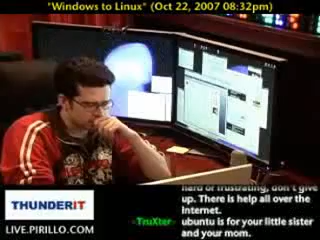 "Windows to Linux" (Oct 22, 2007 08:32pm)
THUNDERIT
LIVE.PIRILLO.COM
-TruXter-
hard or frustrating, don't give
up. There is help all over the
internet.
ubuntu is for your little sister
and your mom.